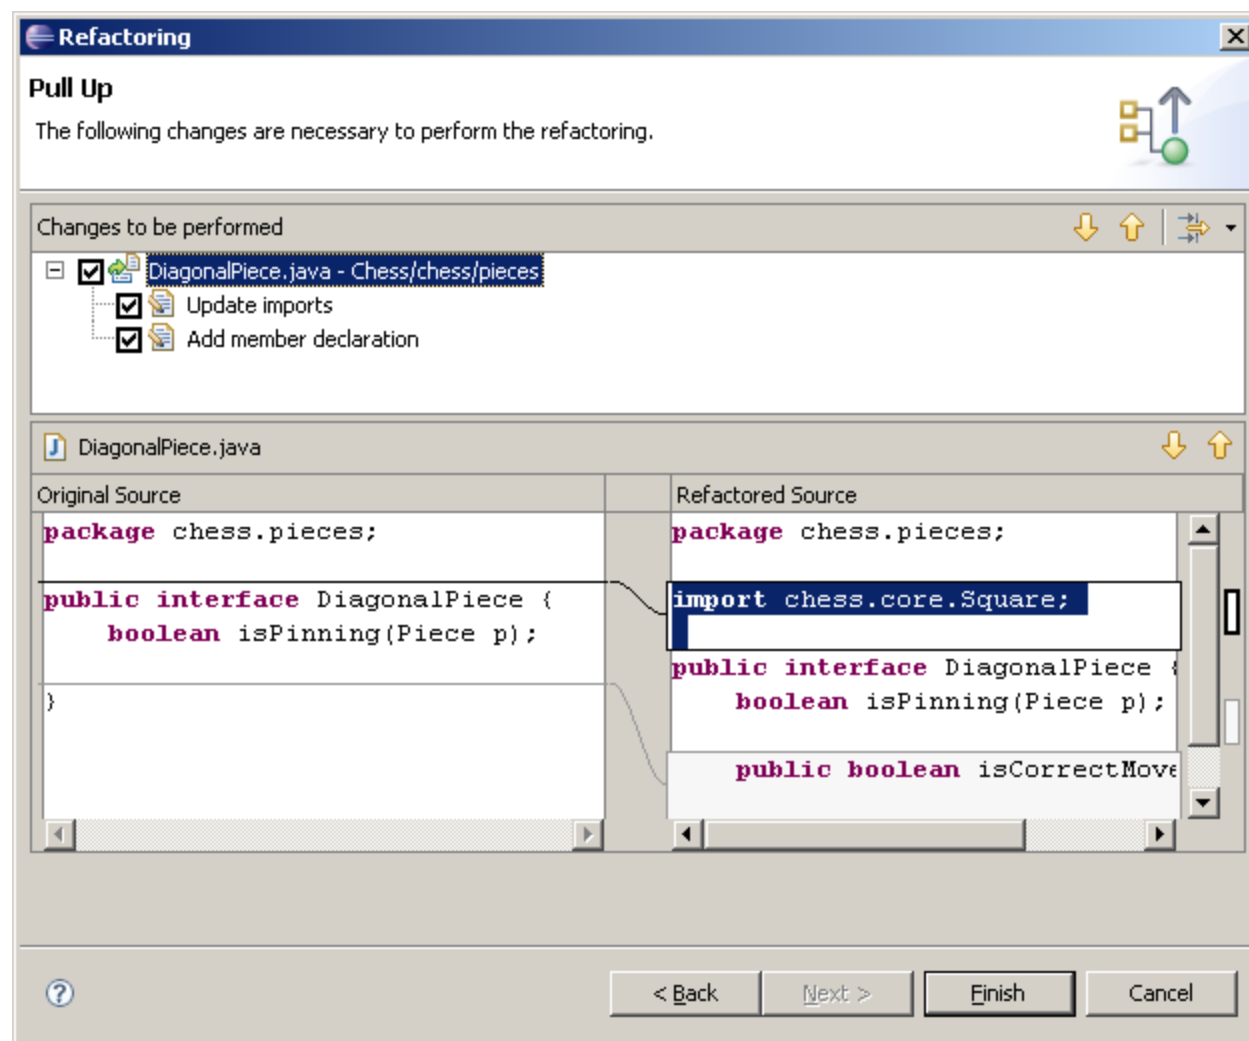 Refactoring
Pull Up
The following changes are necessary to perform the refactoring.
Changes to be performed
DiagonalPiece.java - Chess/chess/pieces
Update imports
Add member declaration
DiagonalPiece.java
Original Source
package chess.pieces;
public interface DiagonalPiece {
boolean isPinning(Piece p);
}
Refactored Source
package chess.pieces;
import chess.core.Square;
public interface DiagonalPiece {
boolean isPinning(Piece p);
public boolean isCorrectMove
< Back
Next >
Finish
Cancel